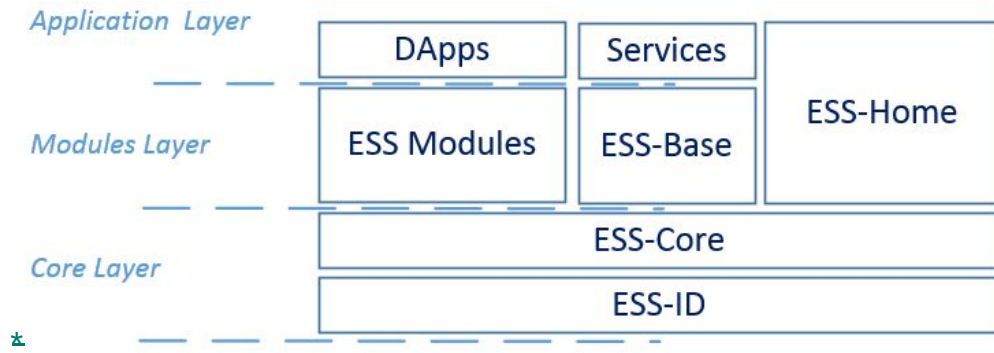 Application Layer
DApps
Services
ESS-Home
Modules Layer
ESS Modules
ESS-Base
Core Layer
ESS-Core
ESS-ID
*